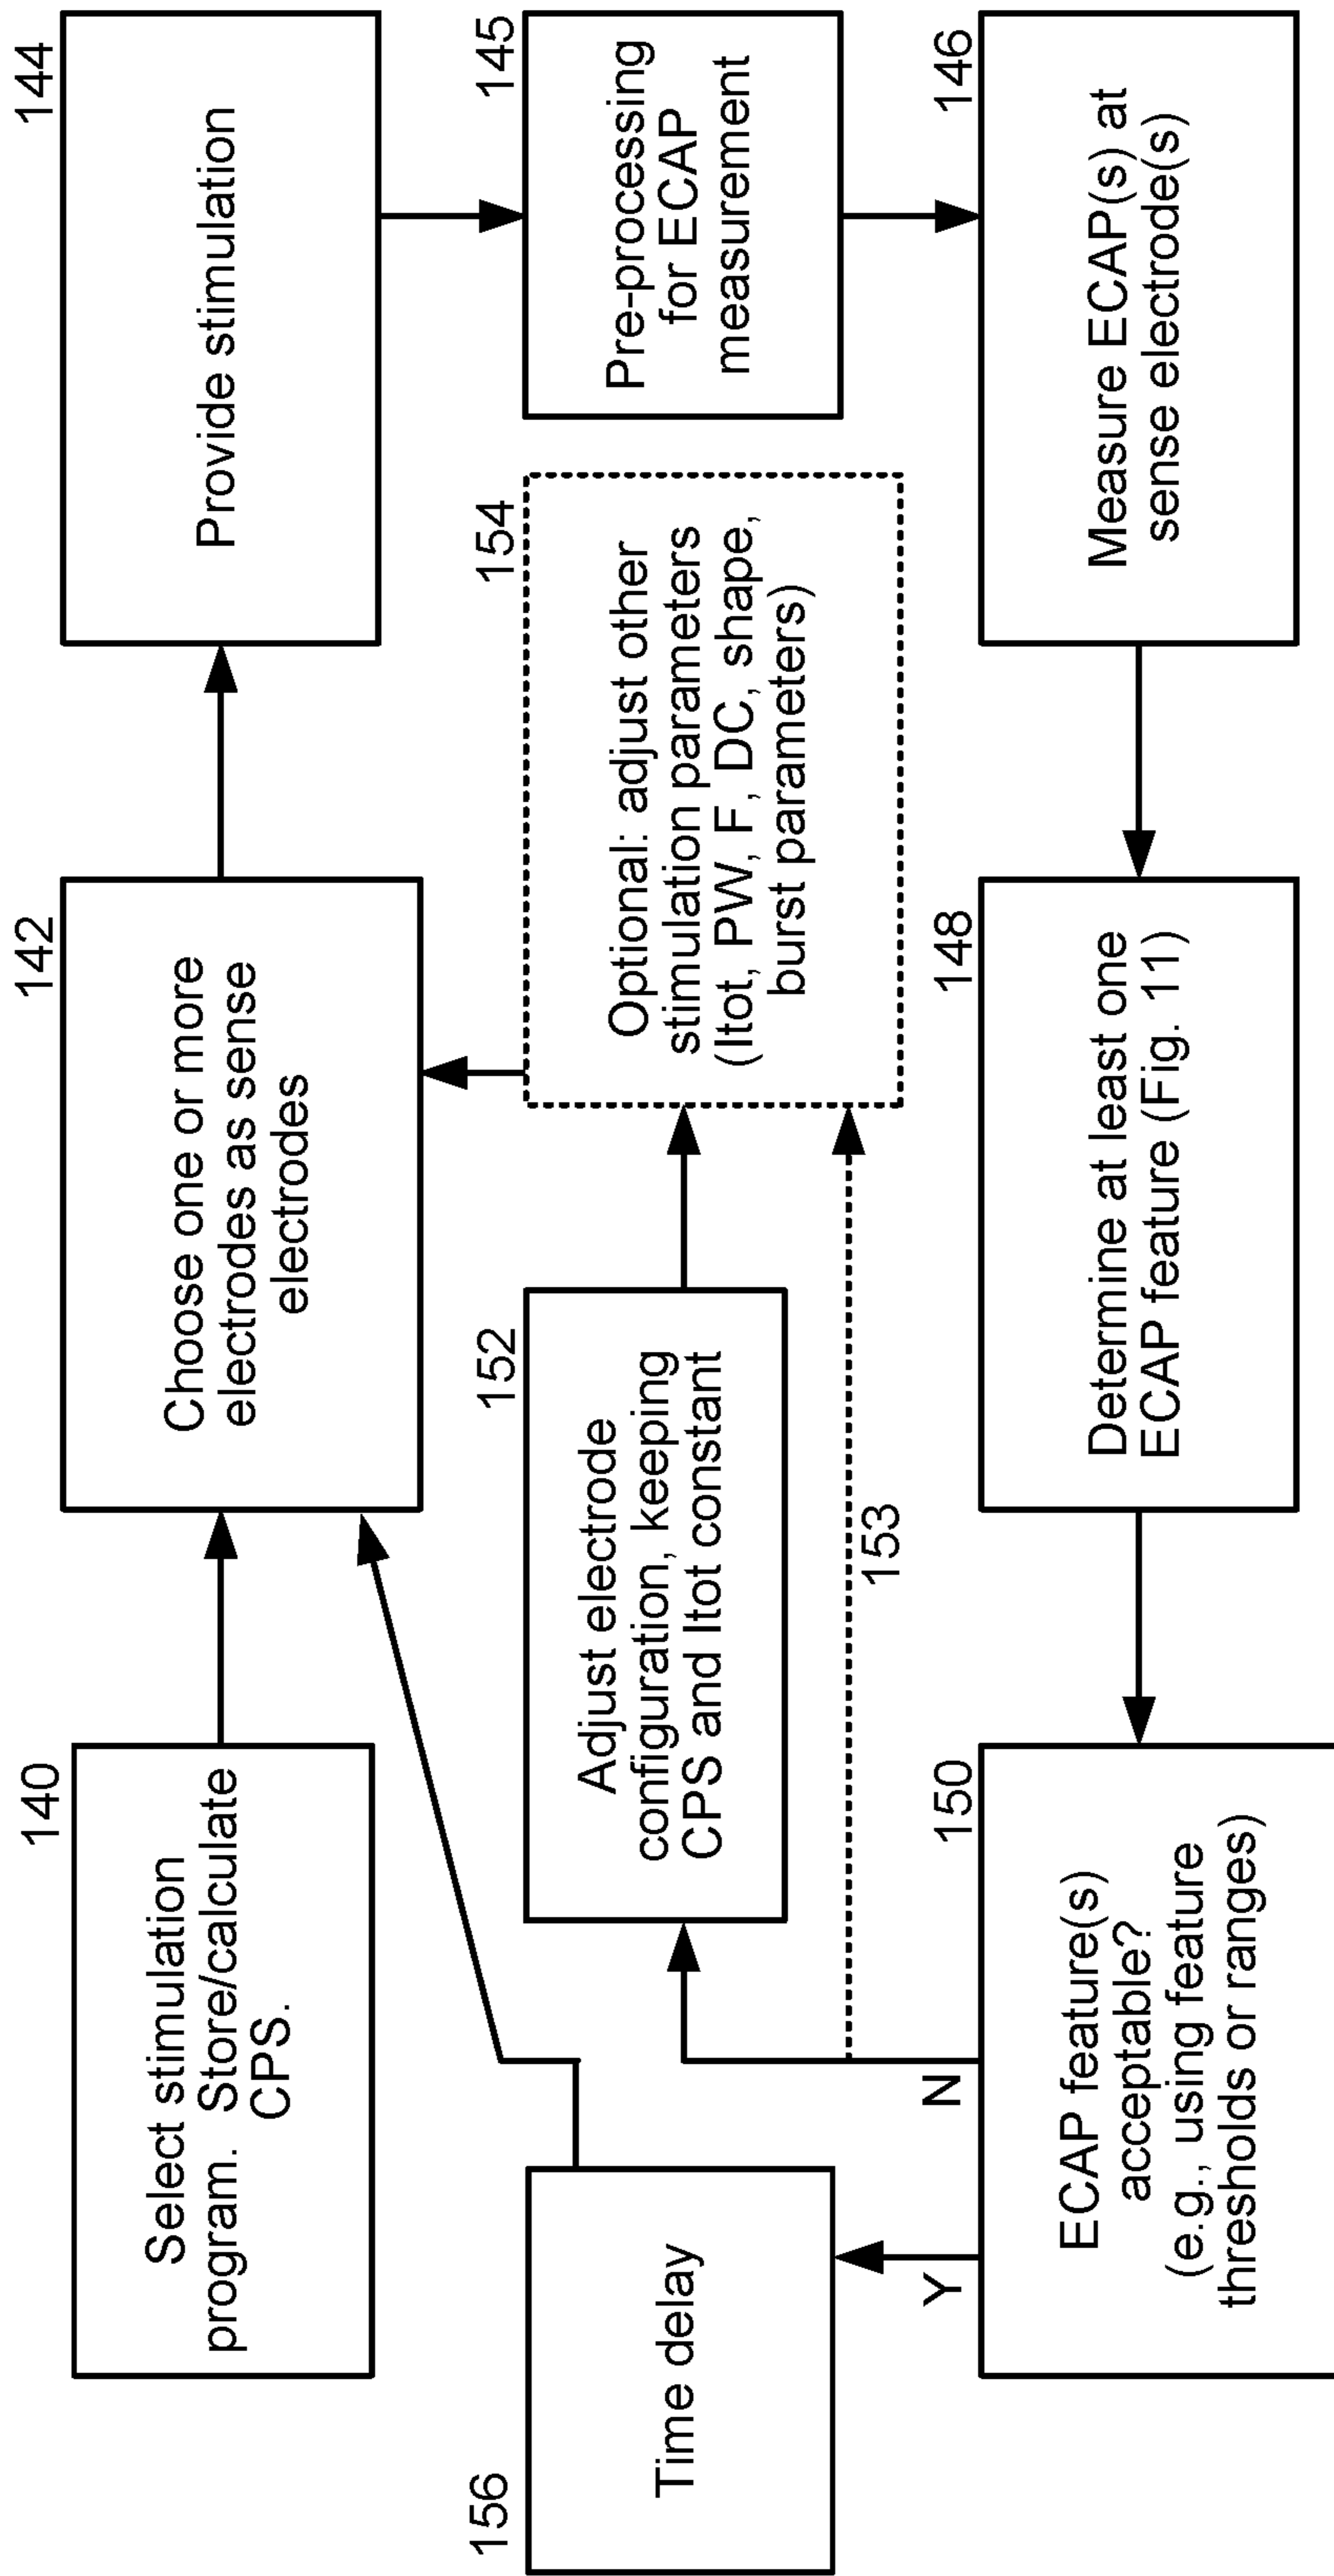 140
Select stimulation
program.  Store/calculate
CPS.
142
Choose one or more
electrodes as sense
electrodes
144
Provide stimulation
156
Time delay
152
Adjust electrode
configuration, keeping
CPS and Itot constant
153
154
Optional: adjust other
stimulation parameters
(Itot, PW, F, DC, shape,
burst parameters)
145
Pre-processing
for ECAP
measurement
Y
N
150
ECAP feature(s)
acceptable?
(e.g., using feature
thresholds or ranges)
148
Determine at least one
ECAP feature (Fig. 11)
146
Measure ECAP(s) at
sense electrode(s)